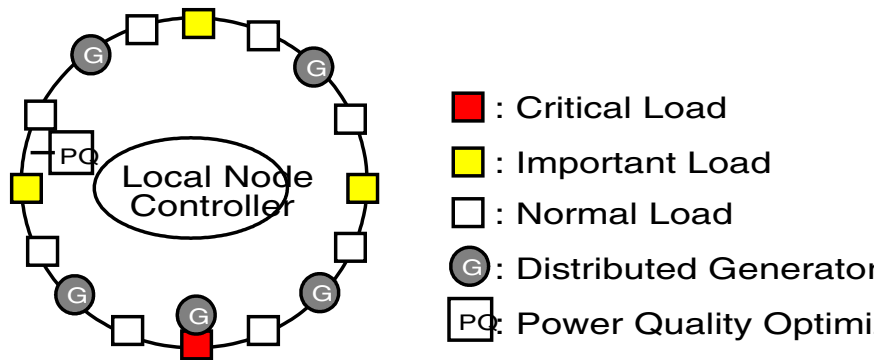 G
G
PQ
Local Node
Controller
G
G
G
: Critical Load
: Important Load
: Normal Load
G : Distributed Generator
PQ : Power Quality Optimi